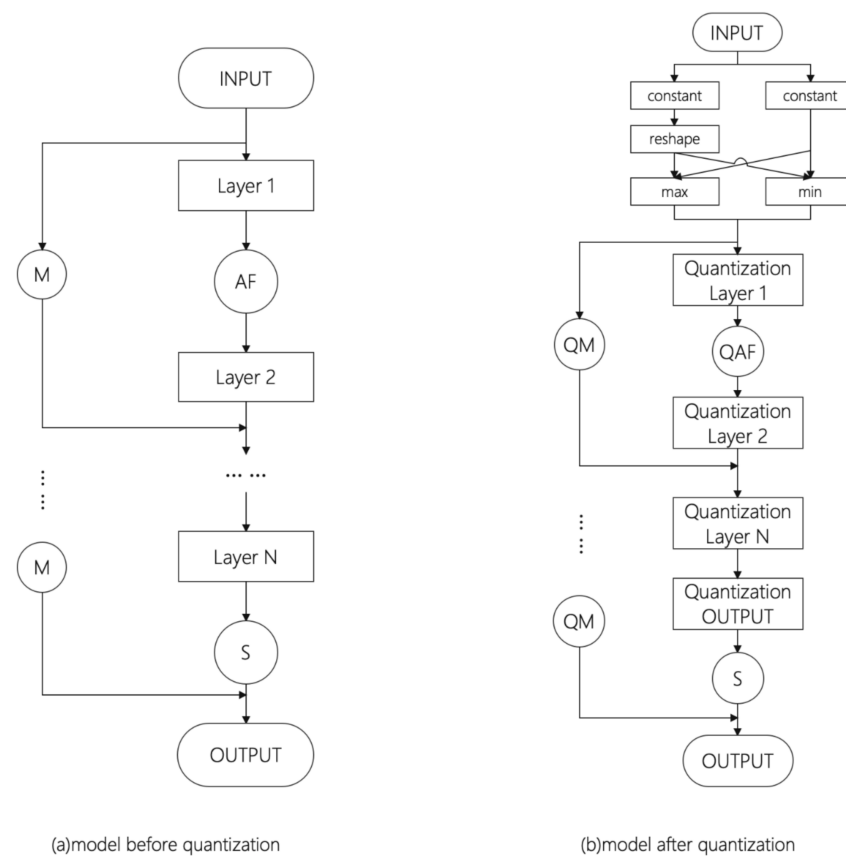 INPUT
Layer 1
M
AF
Layer 2
... ...
... ...
Layer N
M
S
OUTPUT
(a)model before quantization
INPUT
constant
constant
reshape
max
min
Quantization
Layer 1
QM
QAF
Quantization
Layer 2
... ...
Quantization
Layer N
Quantization
OUTPUT
QM
S
OUTPUT
(b)model after quantization